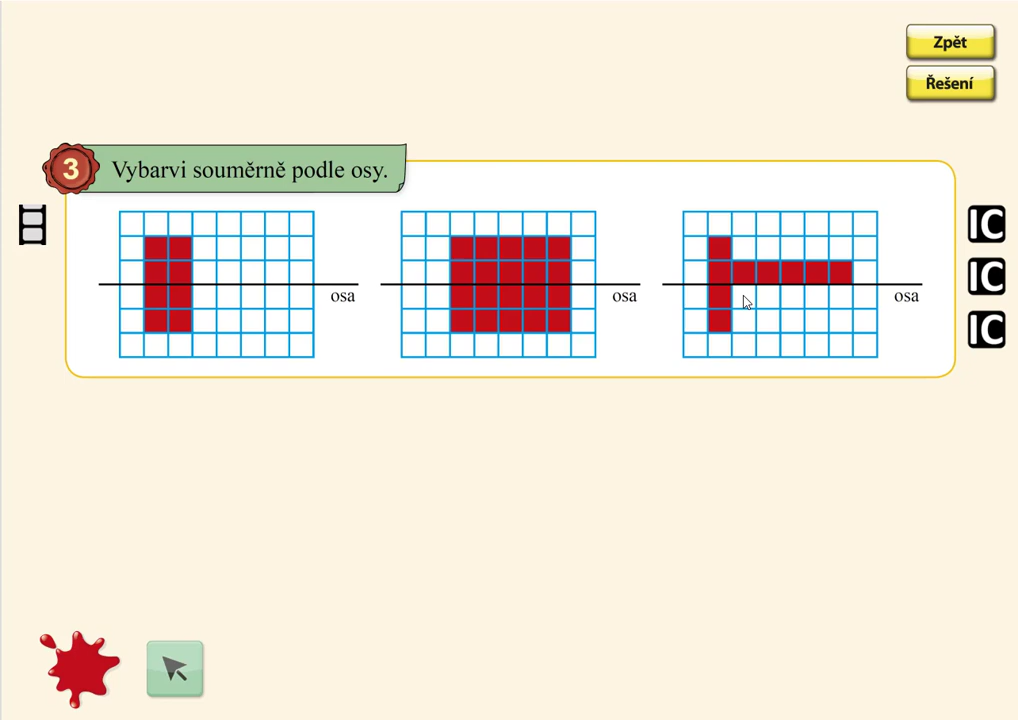 Zpět
Řešení
3 Vybarvi souměrně podle osy.
IC
IC
IC
osa osa osa